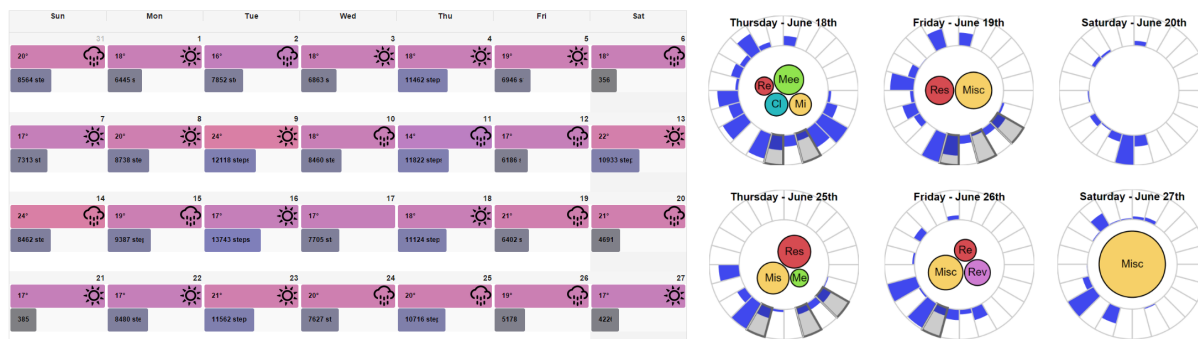 Sun Mon Tue Wed Thu Fri Sat
31 1 2 3 4 5 6
20° 18° 16° 18° 18° 19° 18°
8564 ste 6445 s 7852 st 6863 s 11462 step 6946 s 356
7 8 9 10 11 12 13
17° 20° 24° 18° 14° 17° 22°
7313 st 8738 ste 12118 steps 8460 ste 11822 steps 6186 10933 step
14 15 16 17 18 19 20
24° 19° 17° 17° 18° 21° 21°
8462 ste 9387 step 13743 steps 7705 st 11124 step 6402 s 4691
21 22 23 24 25 26 27
17° 17° 21° 20° 20° 19° 17°
385 8480 step 11562 step 7627 st 10716 step 5178 422
Thursday - June 18th Friday - June 19th Saturday - June 20th
Re Mee Cl Mi
Res Misc
Thursday - June 25th Friday - June 26th Saturday - June 27th
Res Mis Me
Re Misc Rev
Misc